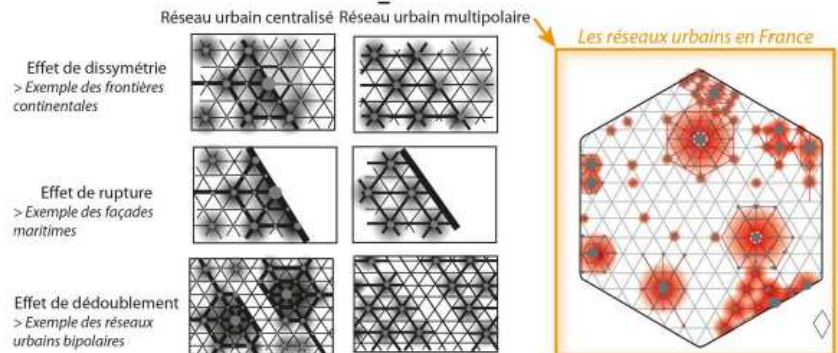 Réseau urbain centralisé Réseau urbain multipolaire
Les réseaux urbains en France
Effet de dissymétrie
> Exemple des frontières
continentales
Effet de rupture
> Exemple des façades
maritimes
Effet de dédoublement
> Exemple des réseaux
urbains bipolaires